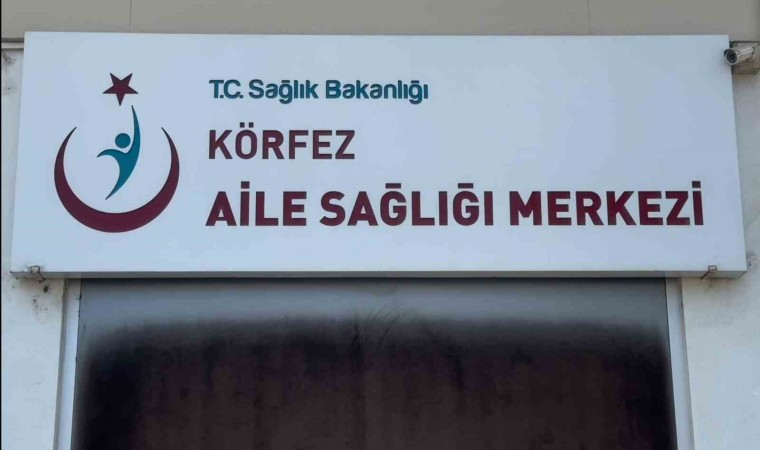 T.C. Sağlık Bakanlığı
KÖRFEZ
AİLE SAĞLIĞI MERKEZİ